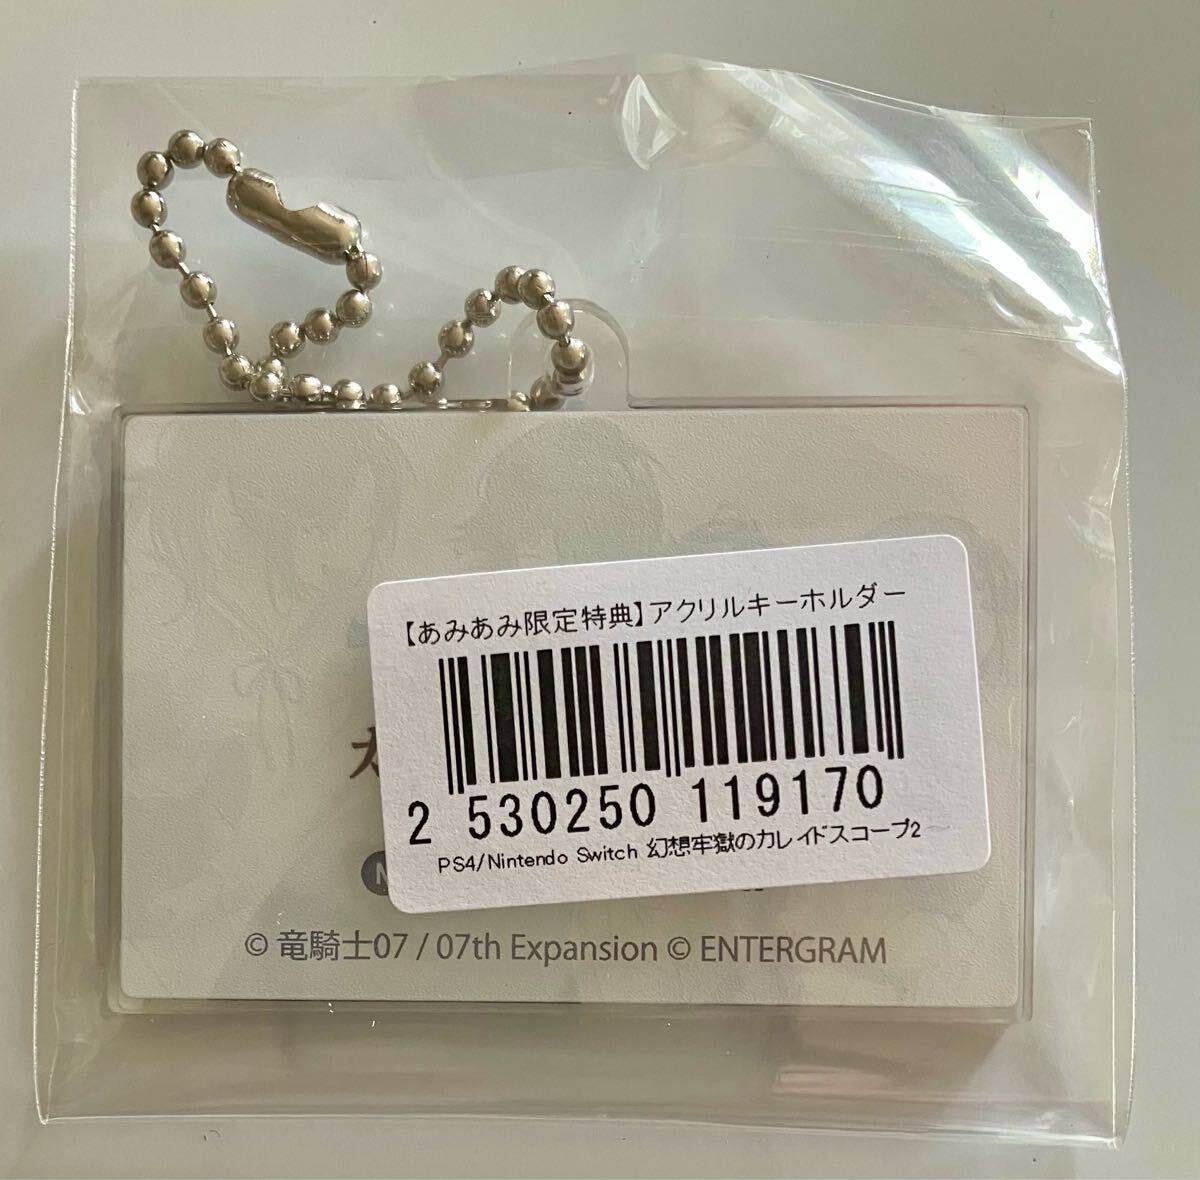 【あみあみ限定特典】アクリルキーホルダー
2 530250 119170
PS4/Nintendo Switch 幻想牢獄のカレイドスコープ2
© 竜騎士07 / 07th Expansion © ENTERGRAM